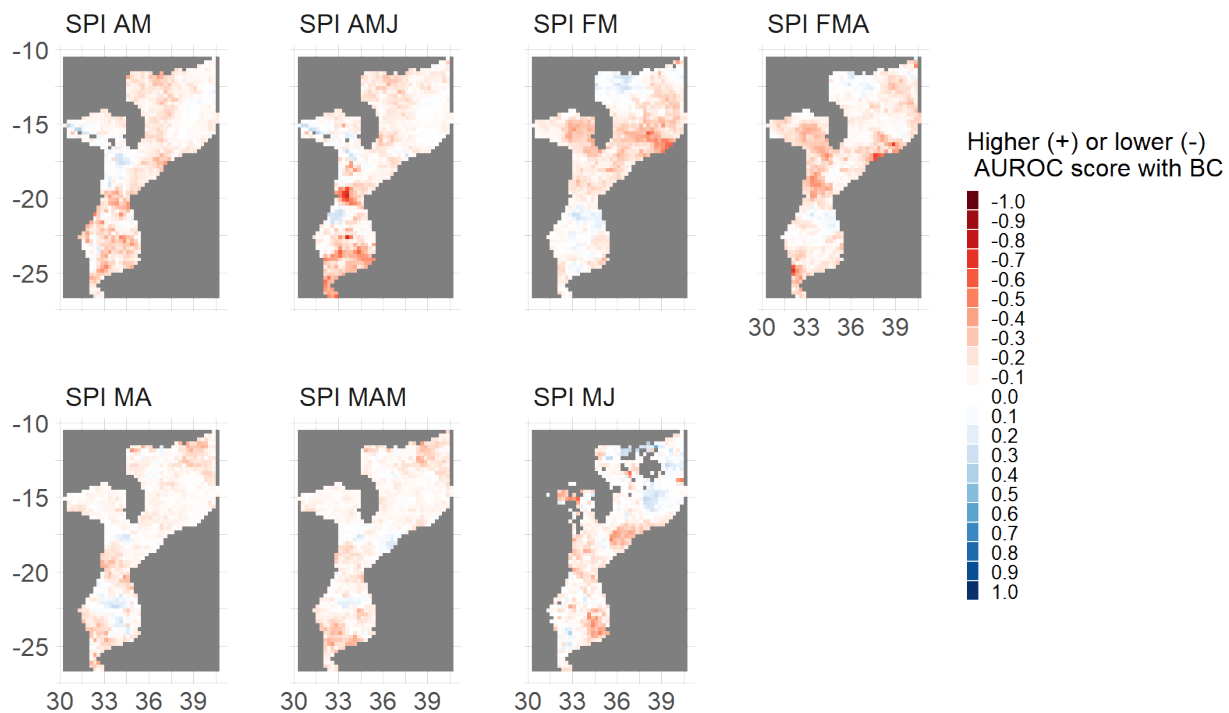 SPI AM
SPI AMJ
SPI FM
SPI FMA
-10
-15
-20
-25
30 33 36 39
Higher (+) or lower (-)
AUROC score with BC
-1.0
-0.9
-0.8
-0.7
-0.6
-0.5
-0.4
-0.3
-0.2
-0.1
0.0
0.1
0.2
0.3
0.4
0.5
0.6
0.7
0.8
0.9
1.0
SPI MA
SPI MAM
SPI MJ
-10
-15
-20
-25
30 33 36 39
30 33 36 39
30 33 36 39